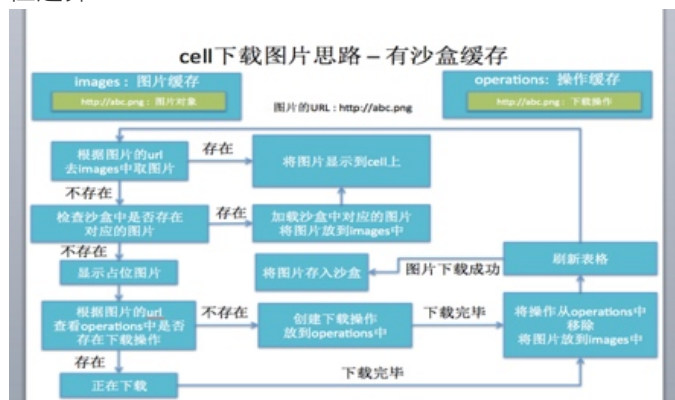 cell下载图片思路 – 有沙盒缓存
images : 图片缓存
http://abc.png : 图片对象
operations: 操作缓存
http://abc.png : 下载操作
图片的URL : http://abc.png
根据图片的url
去images中取图片
存在
将图片显示到cell上
不存在
检查沙盒中是否存在
对应的图片
存在
加载沙盒中对应的图片
将图片放到images中
不存在
显示占位图片
将图片存入沙盒
图片下载成功
刷新表格
根据图片的url
查看operations中是否
存在下载操作
不存在
创建下载操作
放到operations中
下载完毕
将操作从operations中
移除
将图片放到images中
存在
正在下载
下载完毕